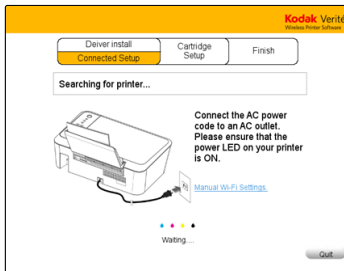 Kodak Verité
Wireless Printer Software
Deiver install
Connected Setup
Cartridge
Setup
Finish
Searching for printer...
Connect the AC power
code to an AC outlet.
Please ensure that the
power LED on your printer
is ON.
Manual Wi-Fi Settings.
Waiting....
Quit